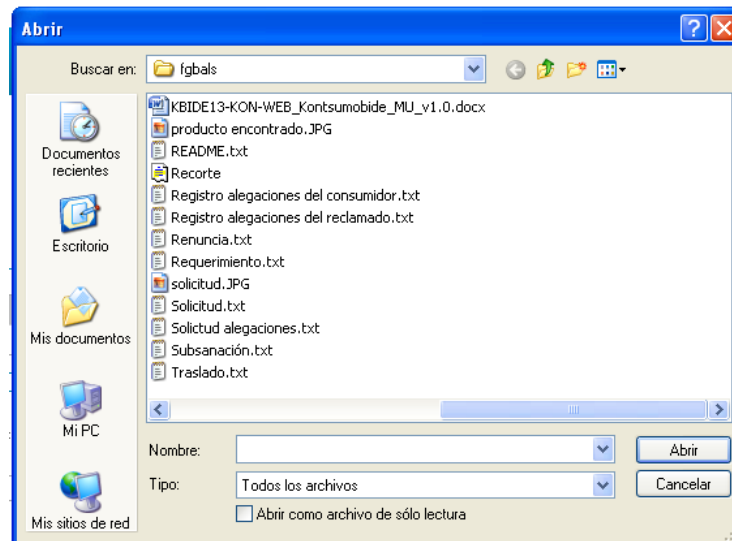 Abrir
Buscar en:
fgbals
Documentos
recientes
Escritorio
Mis documentos
Mi PC
Mis sitios de red
KBIDE13-KON-WEB_Kontsumobide_MU_v1.0.docx
producto encontrado.JPG
README.txt
Recorte
Registro alegaciones del consumidor.txt
Registro alegaciones del reclamado.txt
Renuncia.txt
Requerimiento.txt
solicitud.JPG
Solicitud.txt
Solictud alegaciones.txt
Subsanación.txt
Traslado.txt
Nombre:
Abrir
Tipo:
Todos los archivos
Cancelar
Abrir como archivo de sólo lectura